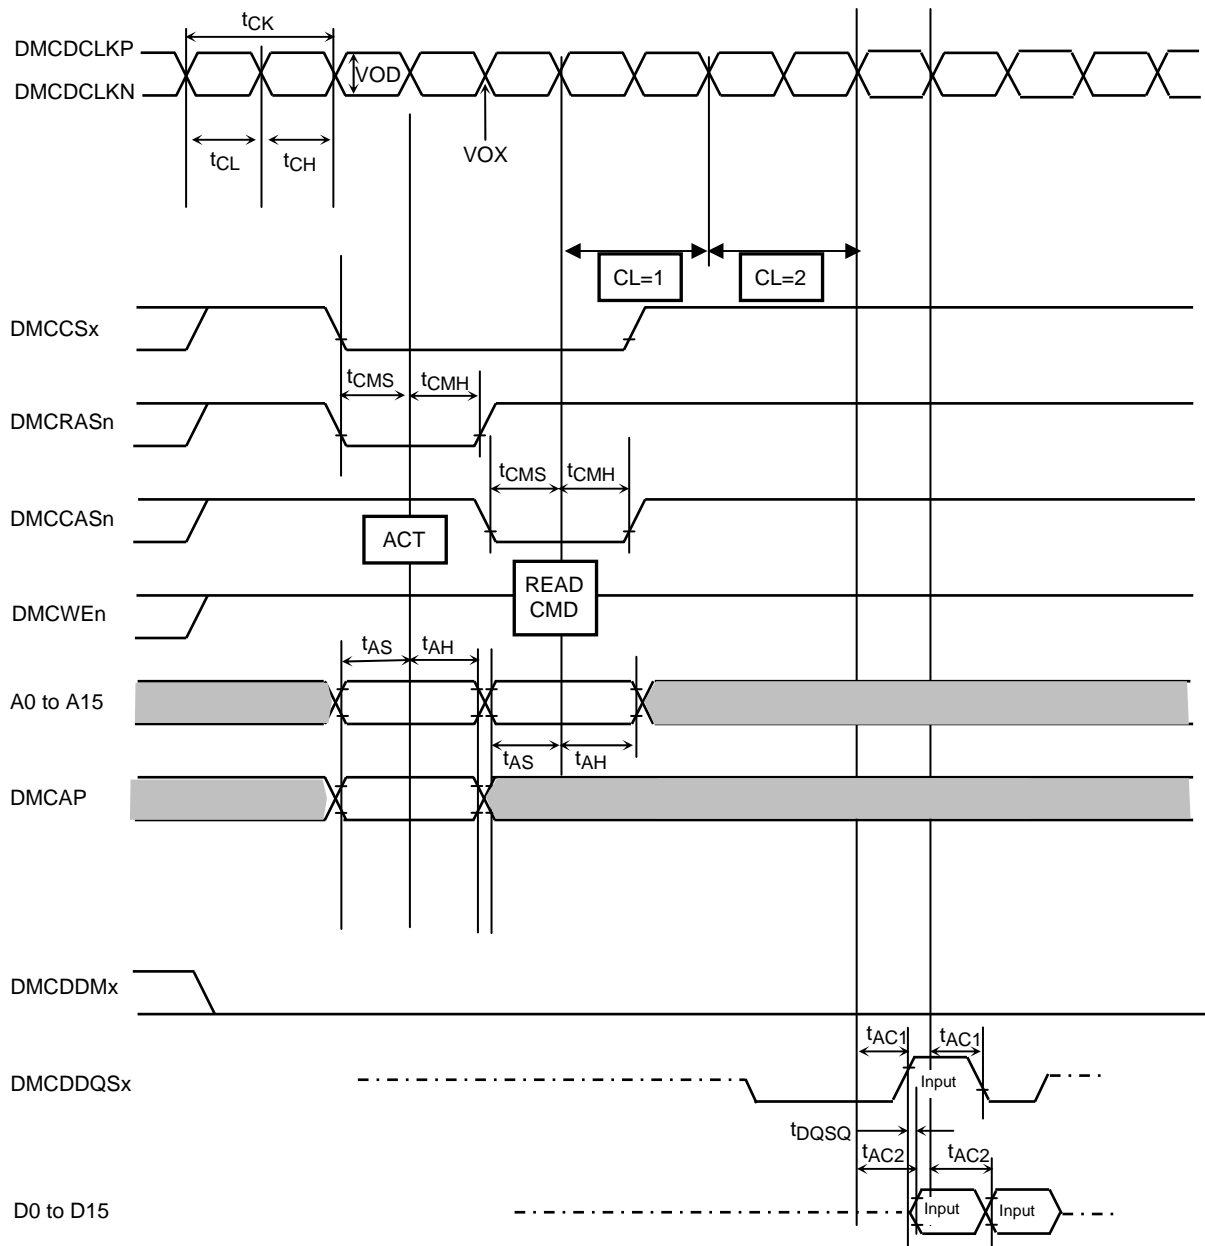 tCK
DMCDCLKP
VOD
DMCDCLKN
tCL tCH VOX
CL=1 CL=2
DMCCSx
tCMS tCMH
DMCRASn
tCMS tCMH
DMCCASn
ACT
READ
CMD
DMCWEn
tAS tAH
A0 to A15
tAS tAH
DMCAP
DMCDDMx
tAC1 tAC1
DMCDDQSx
Input
tDQSQ
tAC2 tAC2
D0 to D15
Input Input